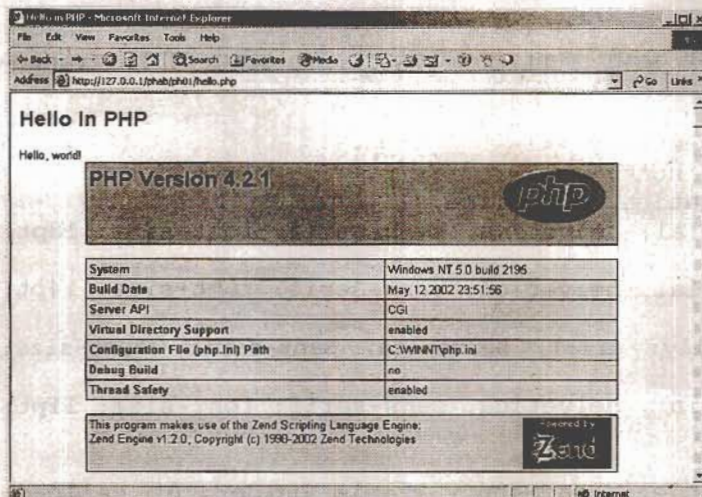 Hello In PHP - Microsoft Internet Explorer
File Edit View Favorites Tools Help
Back Search Favorites Media
Address http://127.0.0.1/phab/ph01/hello.php Go Links
Hello In PHP
Hello, world!
PHP Version 4.2.1
php
System Windows NT 5.0 build 2195
Build Date May 12 2002 23:51:56
Server API CGI
Virtual Directory Support enabled
Configuration File (php.ini) Path C:\WINNT\php.ini
Debug Build no
Thread Safety enabled
This program makes use of the Zend Scripting Language Engine:
Zend Engine v1.2.0, Copyright (c) 1998-2002 Zend Technologies
Powered by
Zend
Internet